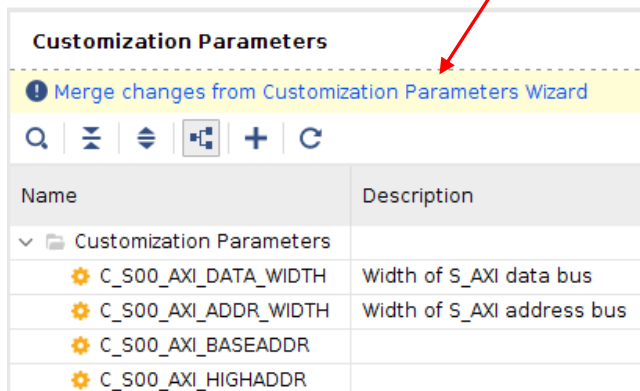 Customization Parameters
Merge changes from Customization Parameters Wizard
Name Description
Customization Parameters
C_S00_AXI_DATA_WIDTH Width of S_AXI data bus
C_S00_AXI_ADDR_WIDTH Width of S_AXI address bus
C_S00_AXI_BASEADDR
C_S00_AXI_HIGHADDR